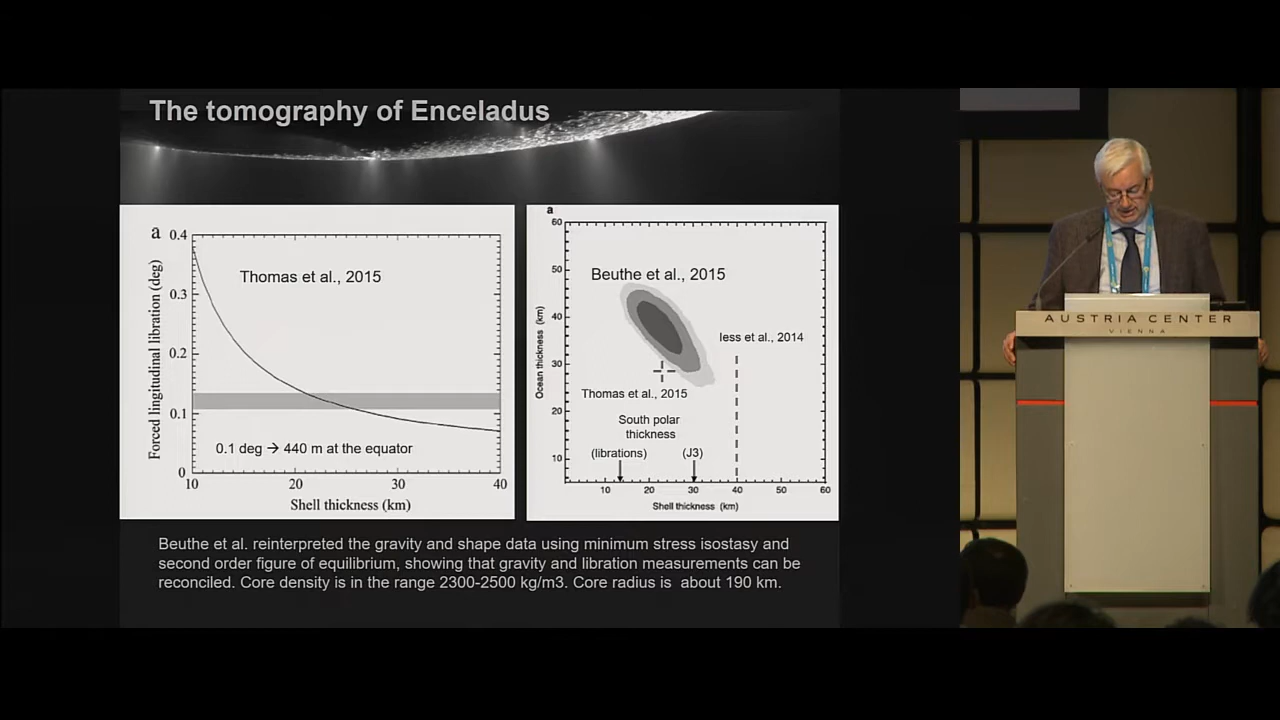 The tomography of Enceladus
a
0.4
0.3
0.2
0.1
0
10
20
30
40
Forced longitudinal libration (deg)
Shell thickness (km)
Thomas et al., 2015
0.1 deg → 440 m at the equator
a
60
50
40
30
20
10
10
20
30
40
50
60
Ocean thickness (km)
Shell thickness (km)
Beuthe et al., 2015
Iess et al., 2014
Thomas et al., 2015
South polar
thickness
(librations)
(J3)
Beuthe et al. reinterpreted the gravity and shape data using minimum stress isostasy and
second order figure of equilibrium, showing that gravity and libration measurements can be
reconciled. Core density is in the range 2300-2500 kg/m3. Core radius is about 190 km.
AUSTRIA CENTER
VIENNA